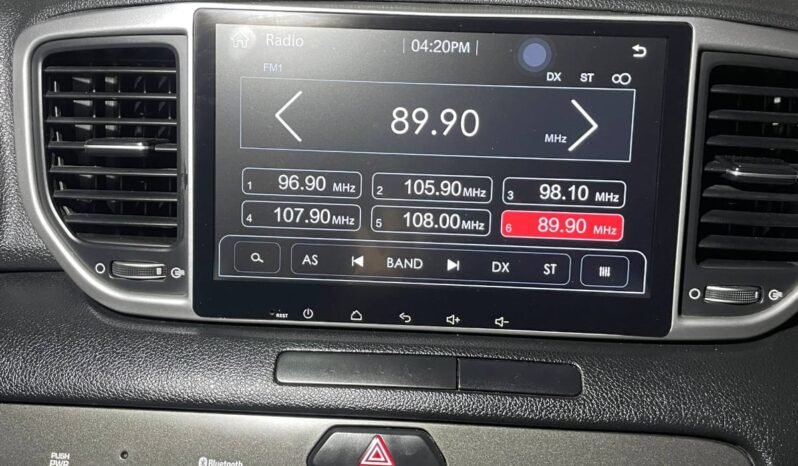 Radio
| 04:20PM |
DX ST
FM1
89.90 MHz
1 96.90 MHz
2 105.90 MHz
3 98.10 MHz
4 107.90 MHz
5 108.00 MHz
6 89.90 MHz
AS BAND DX ST
REST
PUSH
PWR
Bluetooth